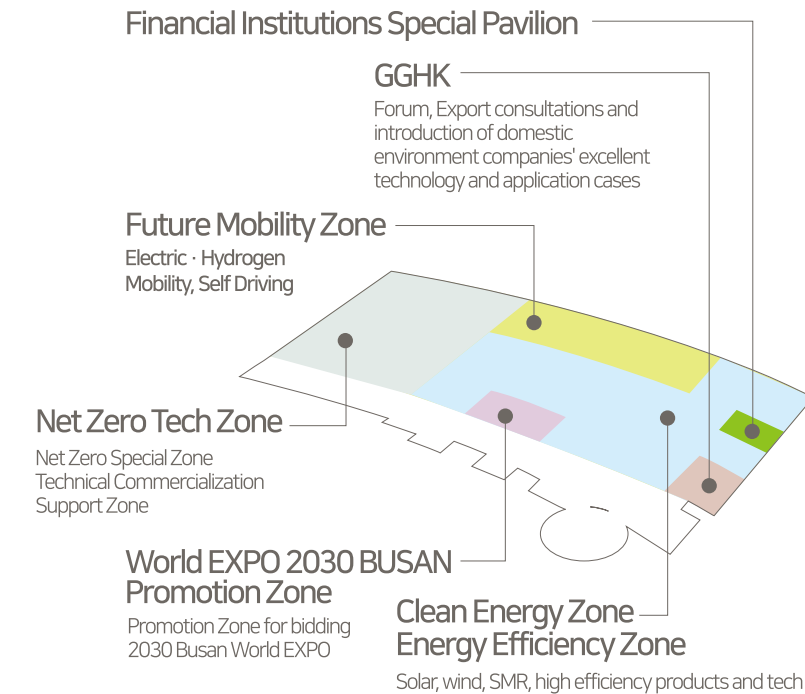 Financial Institutions Special Pavilion
GGHK
Forum, Export consultations and
introduction of domestic
environment companies' excellent
technology and application cases
Future Mobility Zone
Electric · Hydrogen
Mobility, Self Driving
Net Zero Tech Zone
Net Zero Special Zone
Technical Commercialization
Support Zone
World EXPO 2030 BUSAN
Promotion Zone
Promotion Zone for bidding
2030 Busan World EXPO
Clean Energy Zone
Energy Efficiency Zone
Solar, wind, SMR, high efficiency products and tech